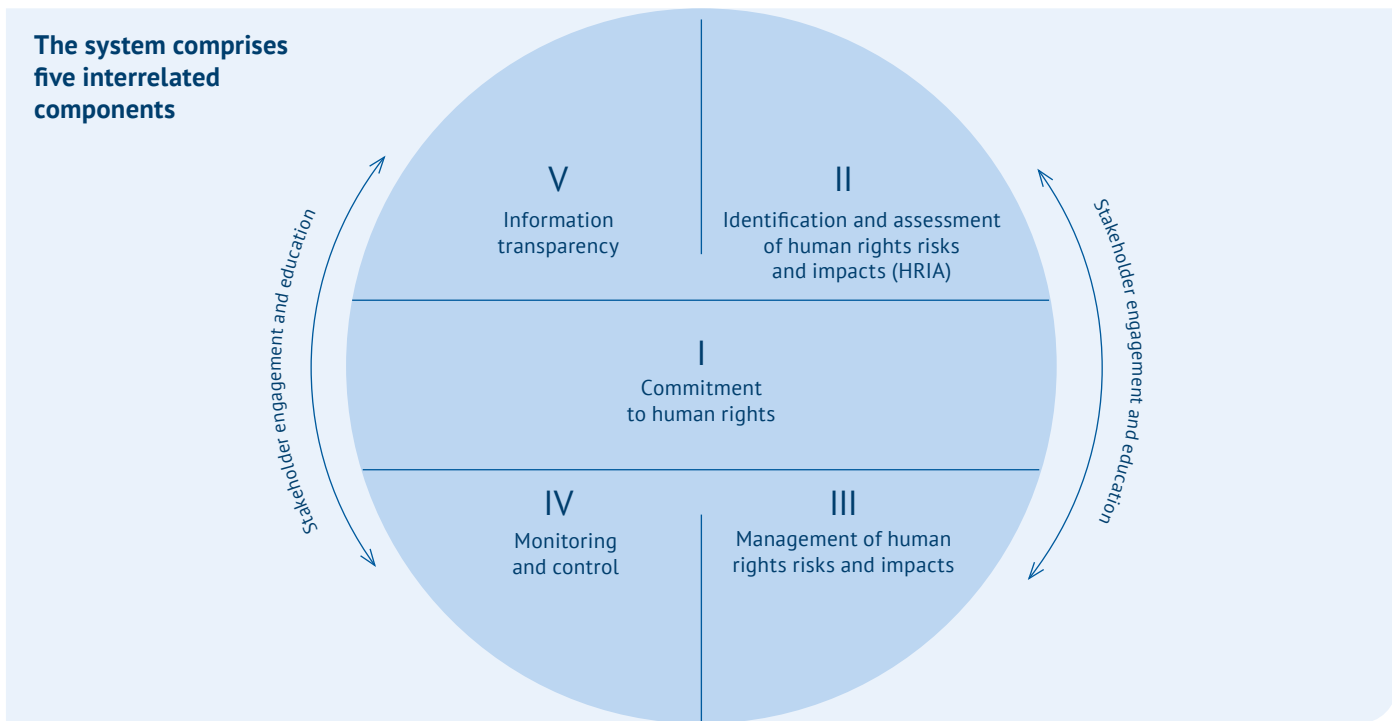 The system comprises
five interrelated
components
Stakeholder engagement and education
V
Information
transparency
II
Identification and assessment
of human rights risks
and impacts (HRIA)
I
Commitment
to human rights
IV
Monitoring
and control
III
Management of human
rights risks and impacts
Stakeholder engagement and education